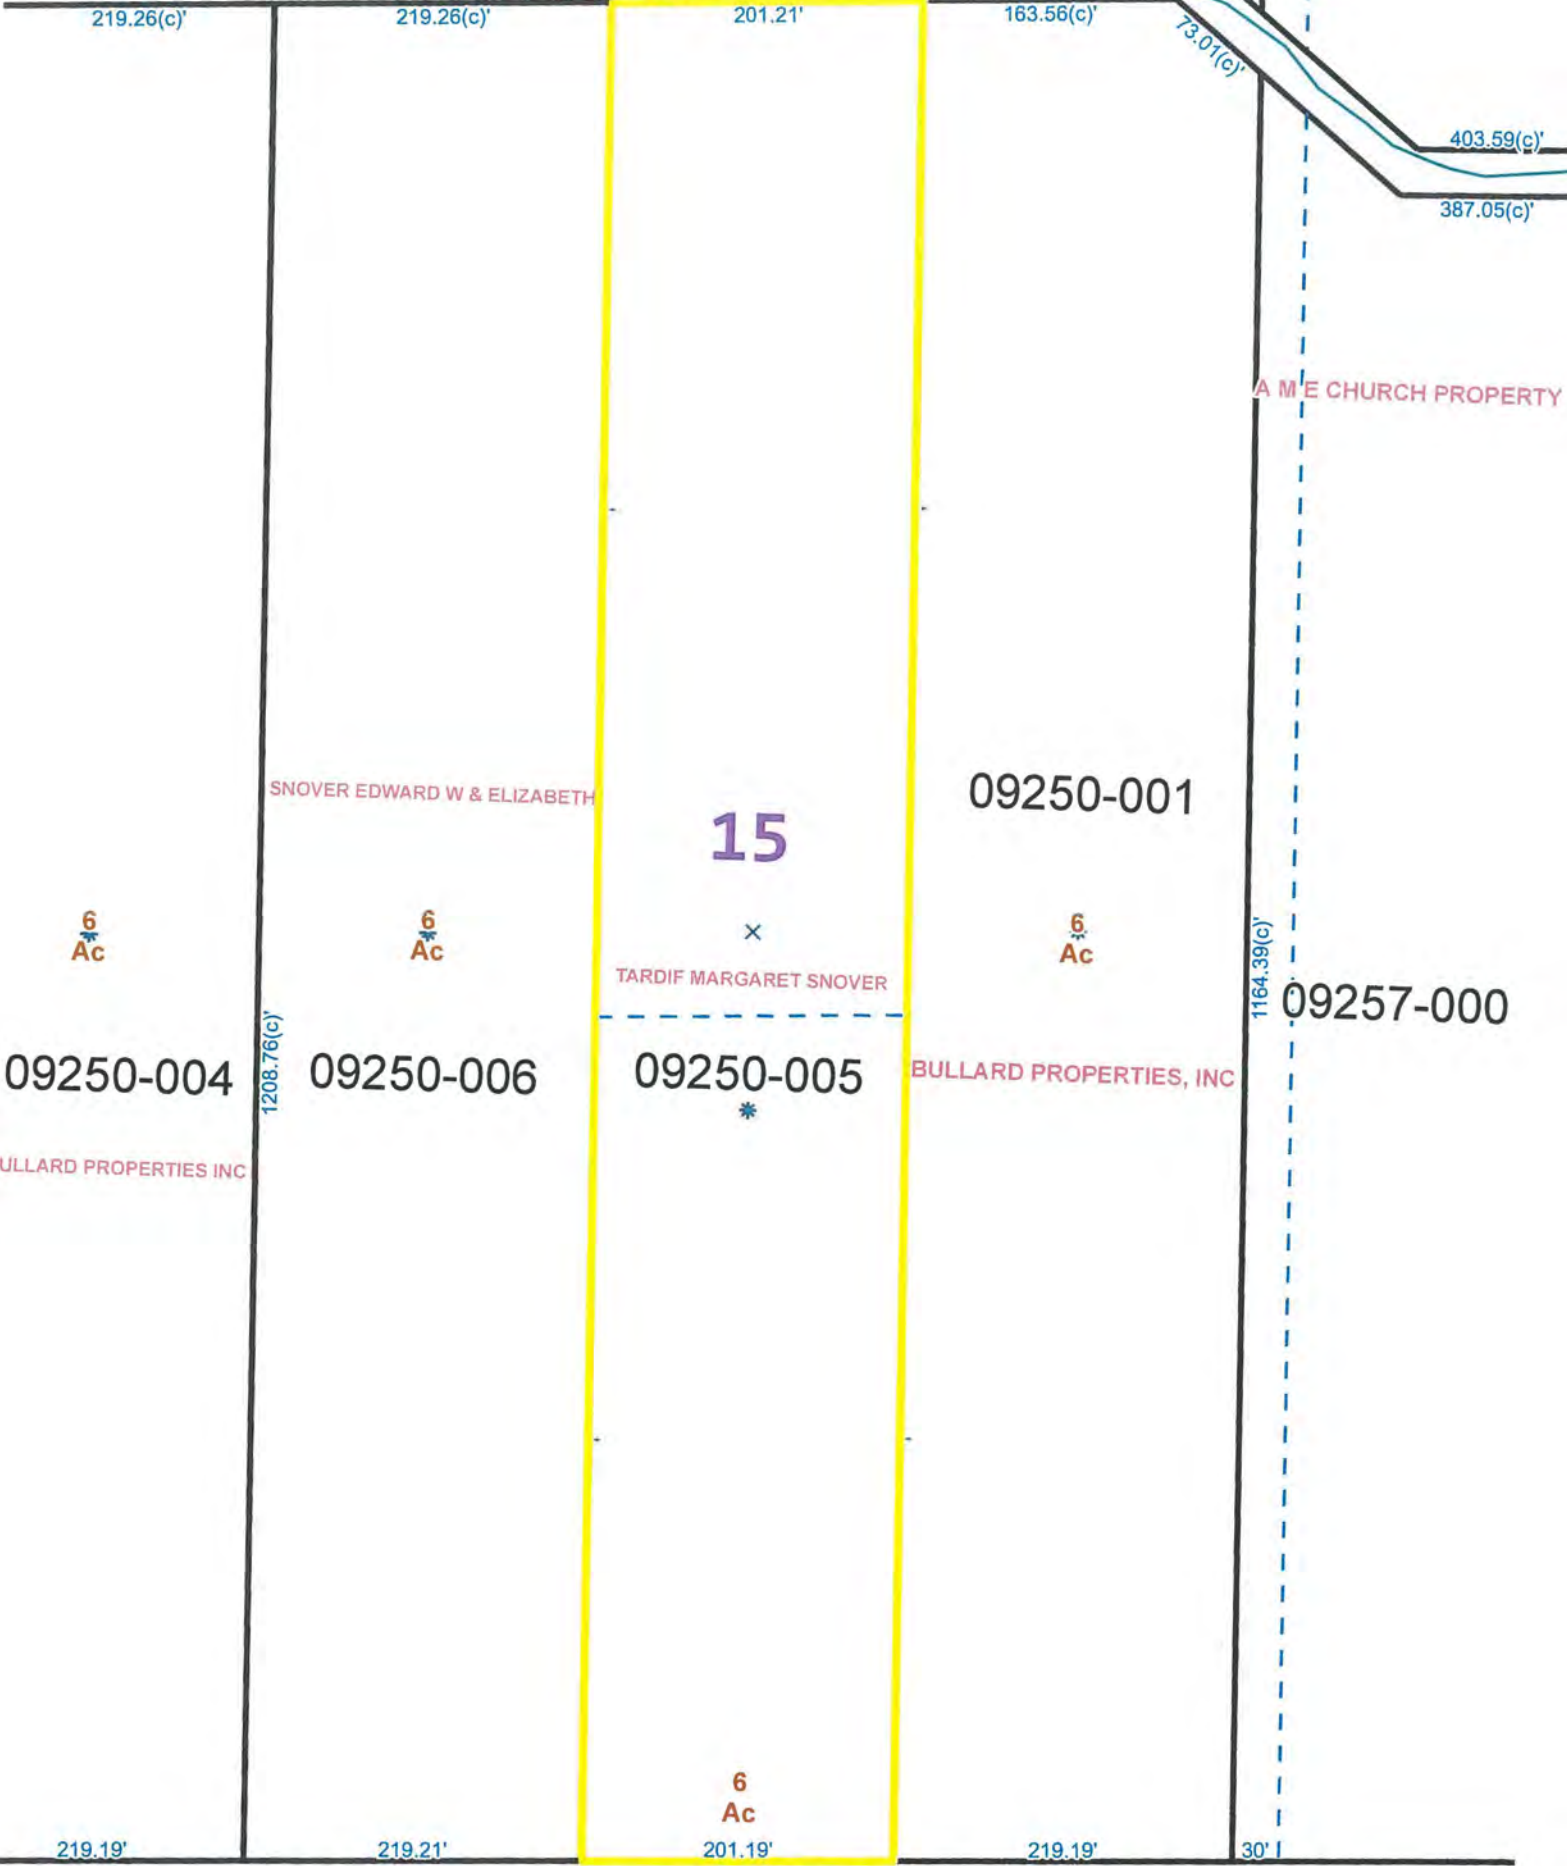 219.26(c)'
219.26(c)'
201.21'
163.56(c)'
73.01(c)'
403.59(c)'
387.05(c)'
A M E CHURCH PROPERTY
SNOVER EDWARD W & ELIZABETH
15
09250-001
6
Ac
6
Ac
6
Ac
TARDIF MARGARET SNOVER
1164.39(c)'
09257-000
09250-004
1208.76(c)'
09250-006
09250-005
BULLARD PROPERTIES, INC
ULLARD PROPERTIES INC
6
Ac
219.19'
219.21'
201.19'
219.19'
30'